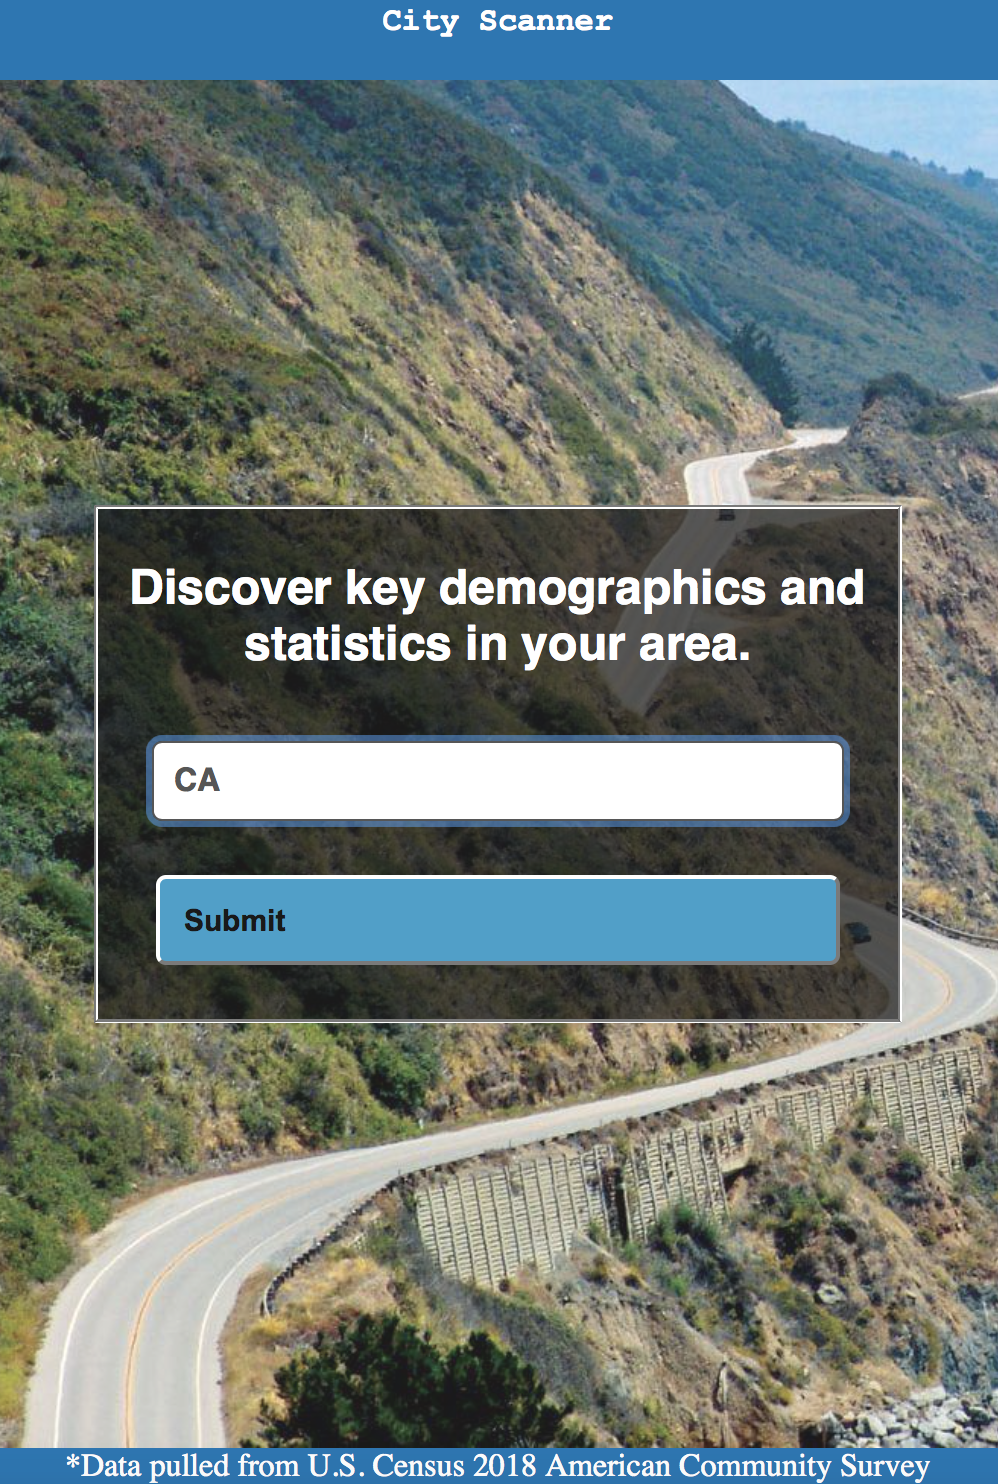 City Scanner
Discover key demographics and
statistics in your area.
CA
Submit
*Data pulled from U.S. Census 2018 American Community Survey